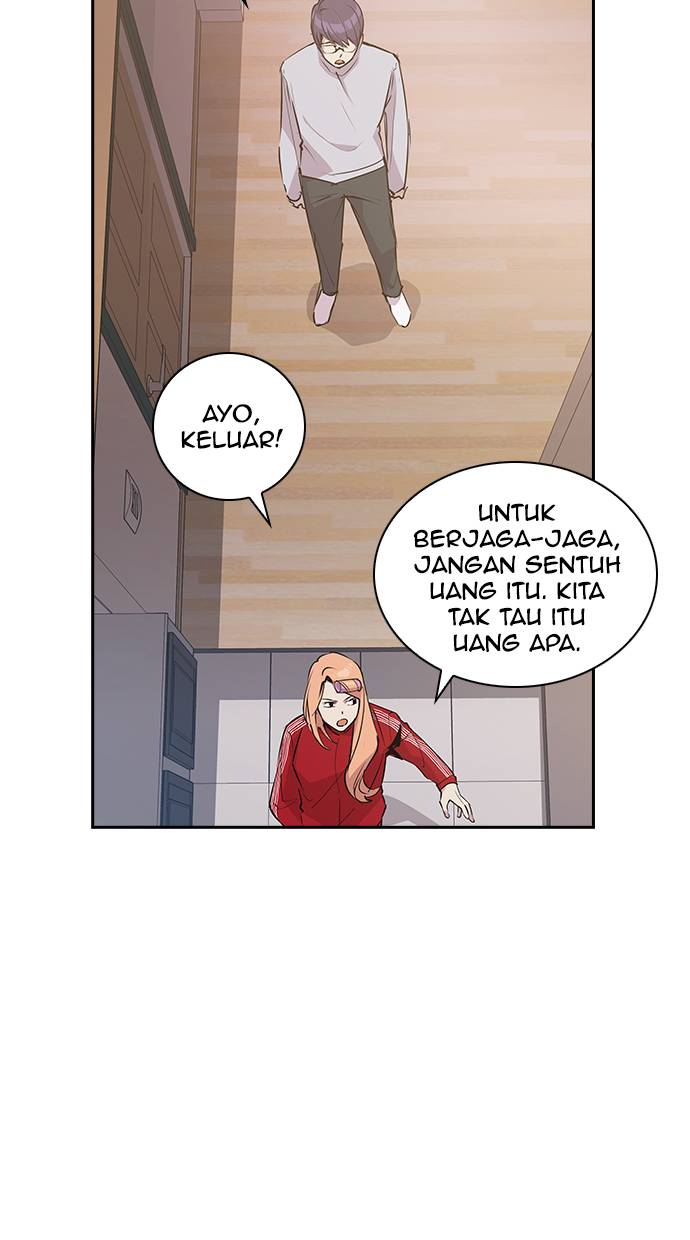 AYO,
KELUAR!
UNTUK
BERJAGA-JAGA,
JANGAN SENTUH
UANG ITU. KITA
TAK TAU ITU
UANG APA.